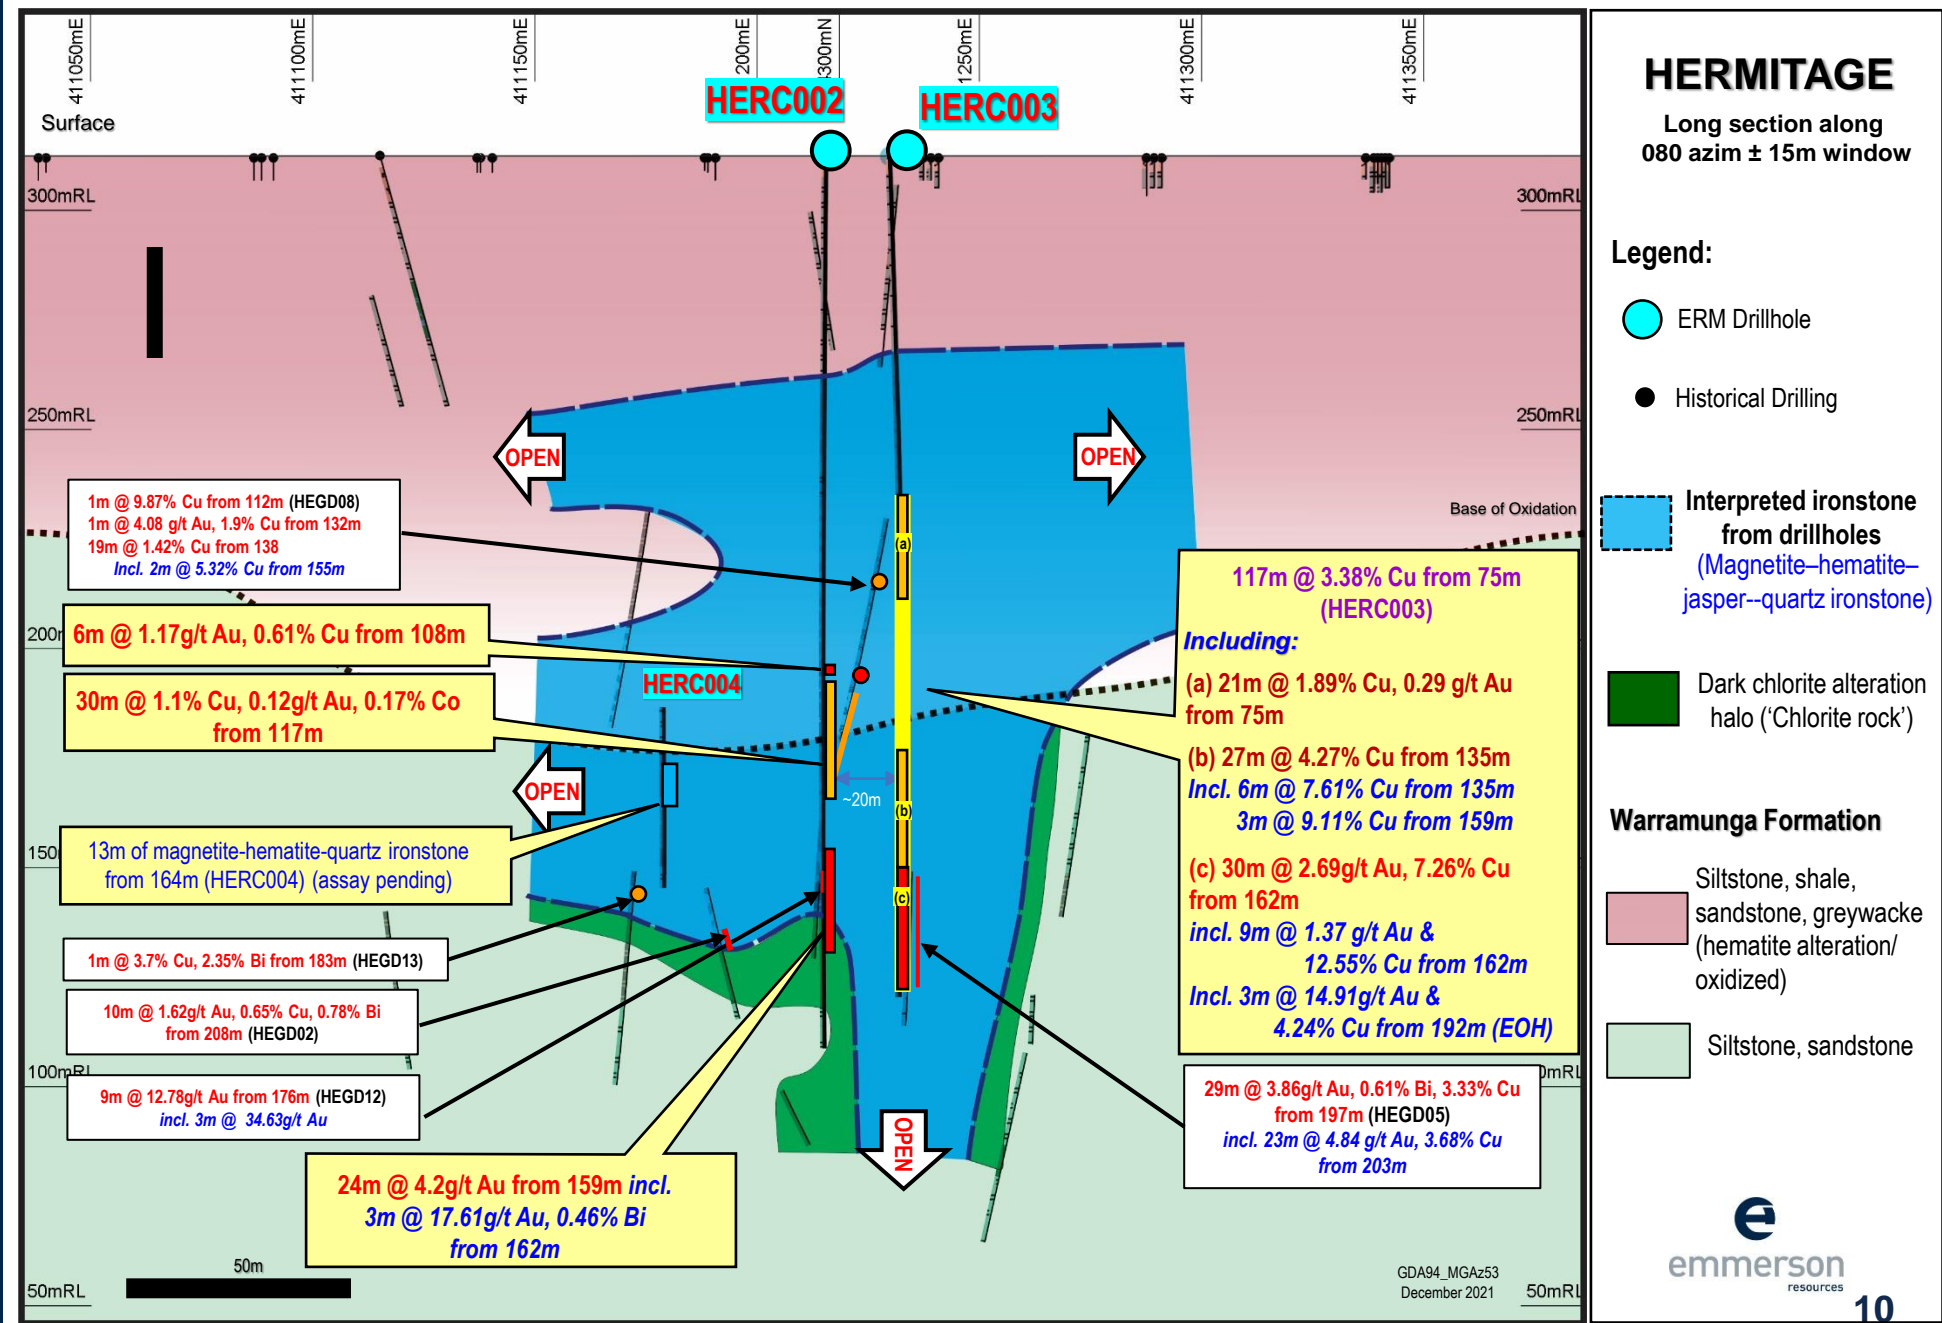 411050mE
411100mE
411150mE
200mE
300mN
411250mE
411300mE
411350mE
Surface
HERC002
HERC003
300mRL
300mRL
250mRL
250mRL
OPEN
OPEN
Base of Oxidation
1m @ 9.87% Cu from 112m (HEGD08)
1m @ 4.08 g/t Au, 1.9% Cu from 132m
19m @ 1.42% Cu from 138
Incl. 2m @ 5.32% Cu from 155m
(a)
6m @ 1.17g/t Au, 0.61% Cu from 108m
30m @ 1.1% Cu, 0.12g/t Au, 0.17% Co
from 117m
HERC004
OPEN
~20m
(b)
13m of magnetite-hematite-quartz ironstone
from 164m (HERC004) (assay pending)
(c)
1m @ 3.7% Cu, 2.35% Bi from 183m (HEGD13)
10m @ 1.62g/t Au, 0.65% Cu, 0.78% Bi
from 208m (HEGD02)
9m @ 12.78g/t Au from 176m (HEGD12)
incl. 3m @ 34.63g/t Au
24m @ 4.2g/t Au from 159m incl.
3m @ 17.61g/t Au, 0.46% Bi
from 162m
OPEN
117m @ 3.38% Cu from 75m
(HERC003)
Including:
(a) 21m @ 1.89% Cu, 0.29 g/t Au
from 75m
(b) 27m @ 4.27% Cu from 135m
Incl. 6m @ 7.61% Cu from 135m
3m @ 9.11% Cu from 159m
(c) 30m @ 2.69g/t Au, 7.26% Cu
from 162m
incl. 9m @ 1.37 g/t Au &
12.55% Cu from 162m
Incl. 3m @ 14.91g/t Au &
4.24% Cu from 192m (EOH)
29m @ 3.86g/t Au, 0.61% Bi, 3.33% Cu
from 197m (HEGD05)
incl. 23m @ 4.84 g/t Au, 3.68% Cu
from 203m
100mRL
50m
50mRL
GDA94_MGAz53
December 2021
50mRL
HERMITAGE
Long section along
080 azim ± 15m window
Legend:
ERM Drillhole
Historical Drilling
Interpreted ironstone
from drillholes
(Magnetite–hematite–
jasper--quartz ironstone)
Dark chlorite alteration
halo (‘Chlorite rock’)
Warramunga Formation
Siltstone, shale,
sandstone, greywacke
(hematite alteration/
oxidized)
Siltstone, sandstone
emmerson
resources
10